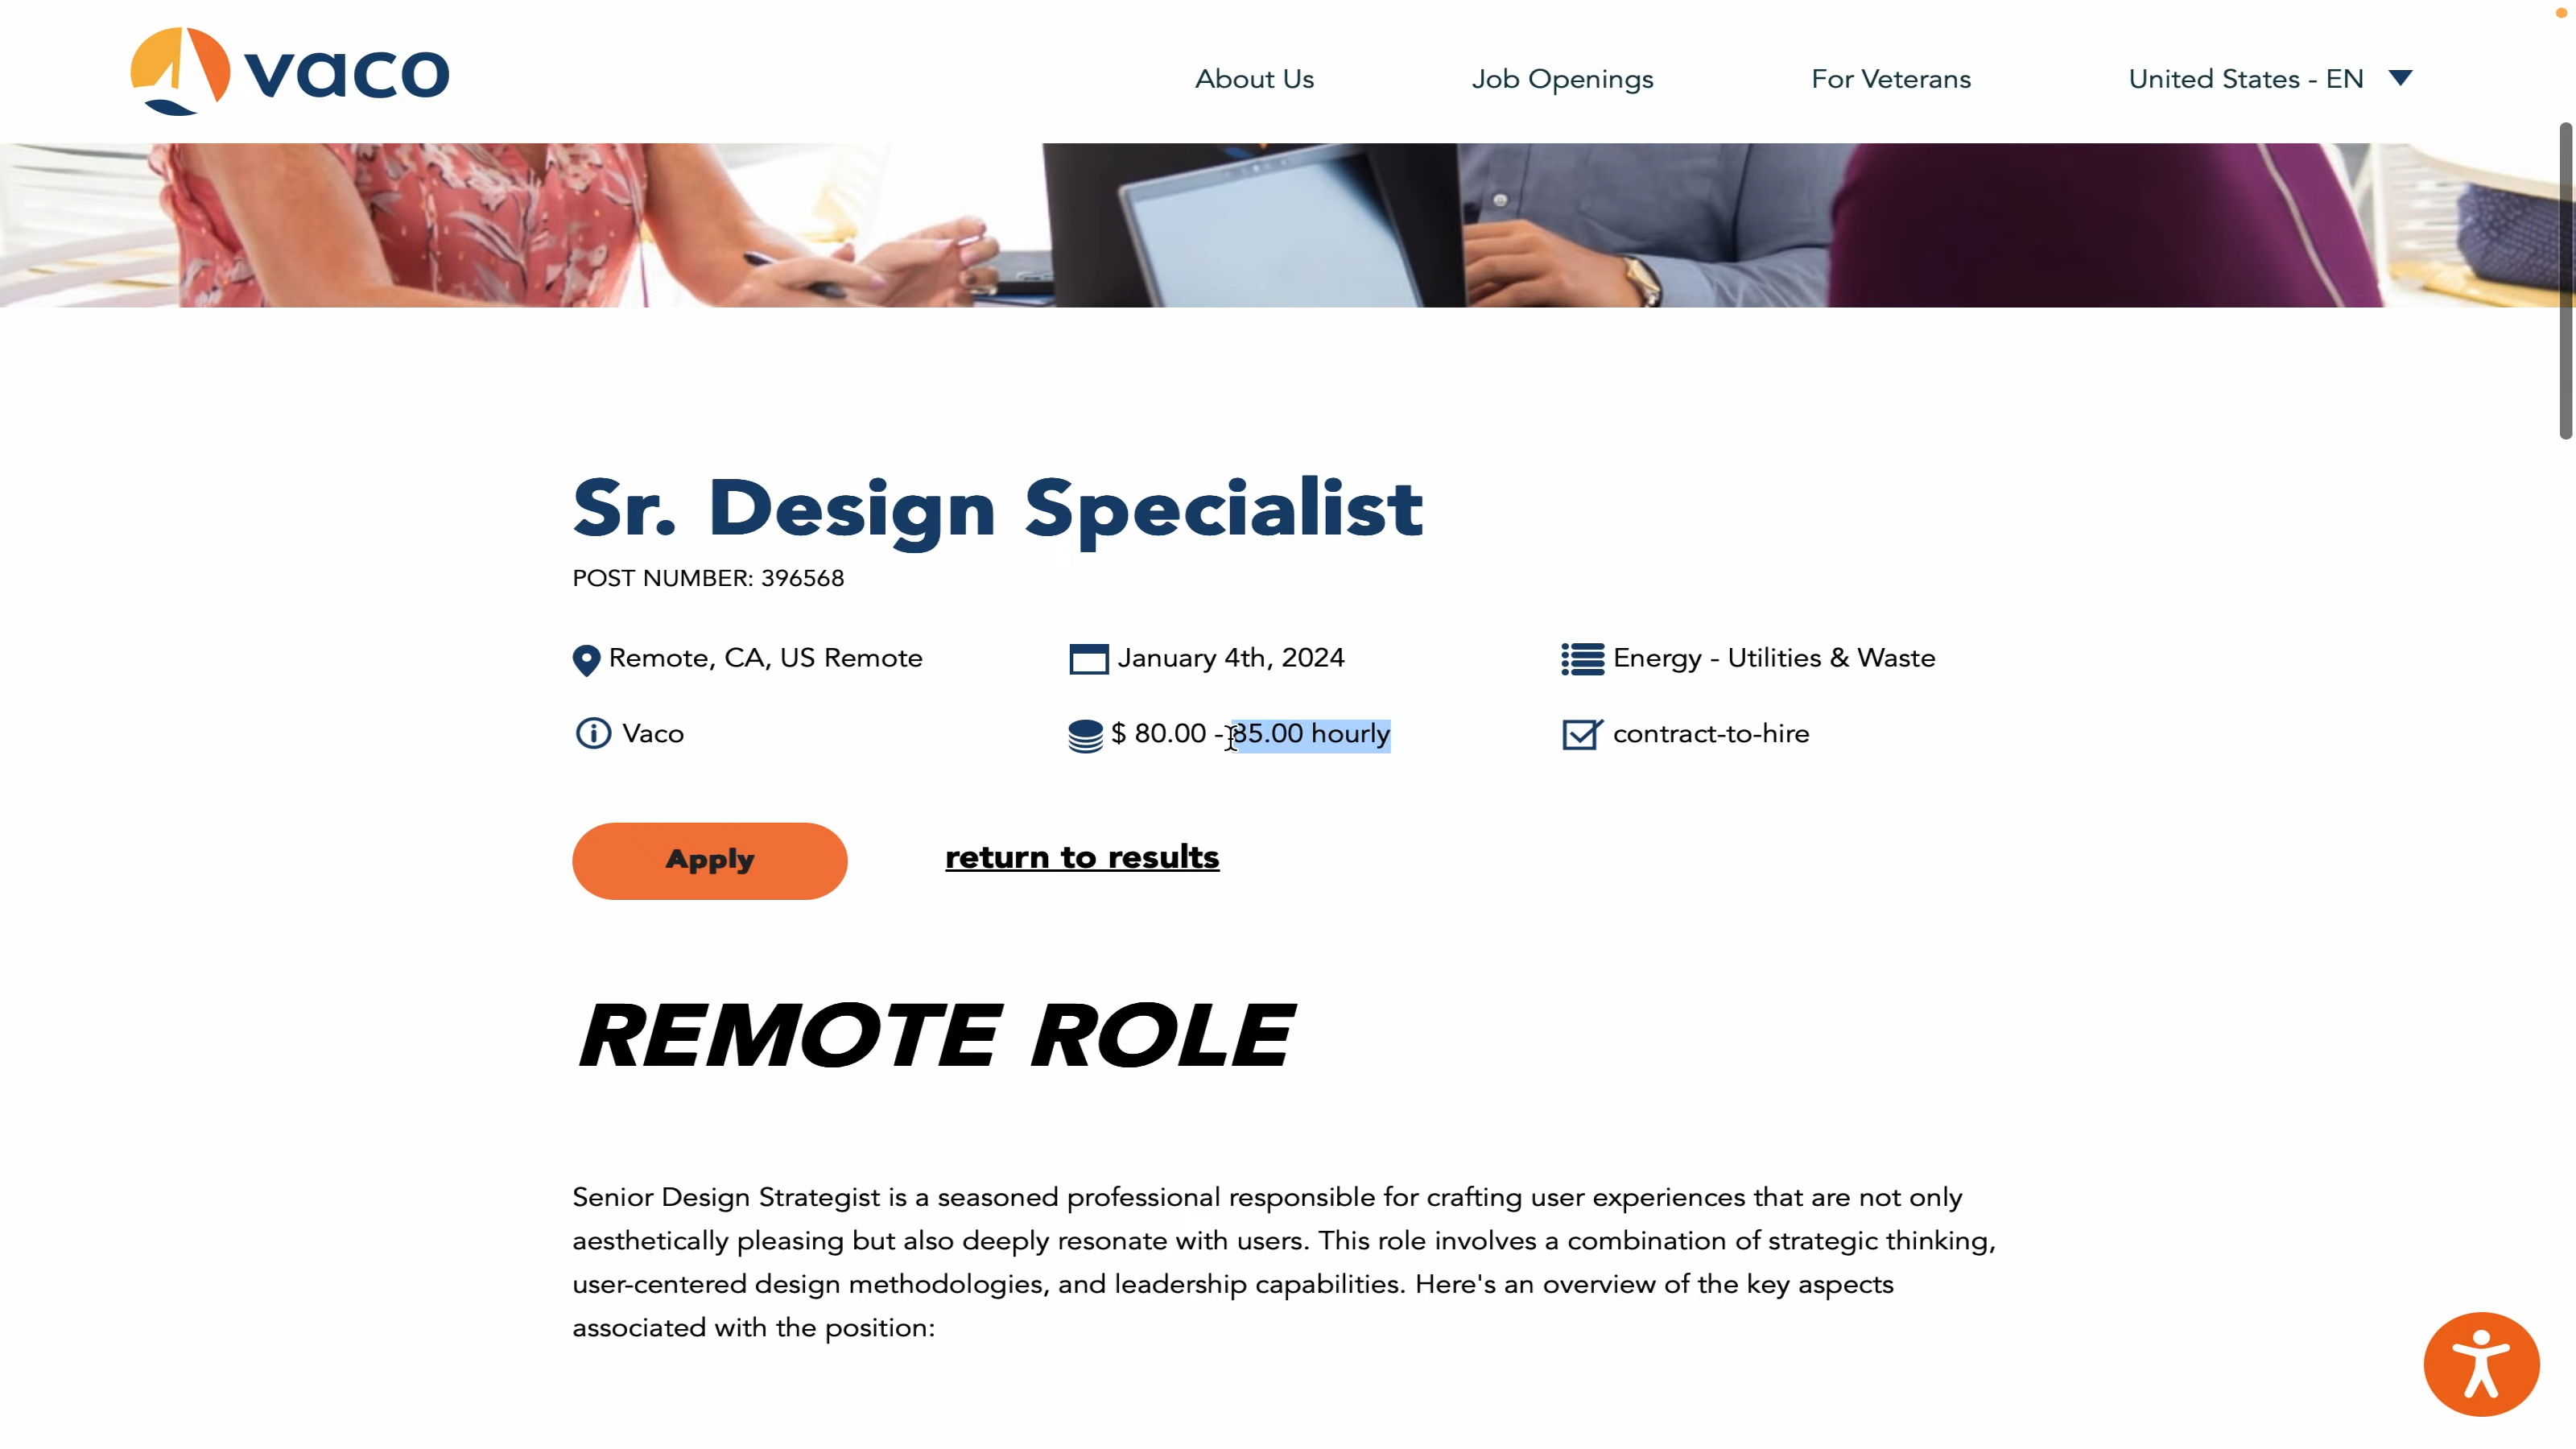 vaco
About Us
Job Openings
For Veterans
United States - EN
Sr. Design Specialist
POST NUMBER: 396568
Remote, CA, US Remote
January 4th, 2024
Energy - Utilities & Waste
Vaco
$ 80.00 - 85.00 hourly
contract-to-hire
Apply
return to results
REMOTE ROLE
Senior Design Strategist is a seasoned professional responsible for crafting user experiences that are not only
aesthetically pleasing but also deeply resonate with users. This role involves a combination of strategic thinking,
user-centered design methodologies, and leadership capabilities. Here's an overview of the key aspects
associated with the position: